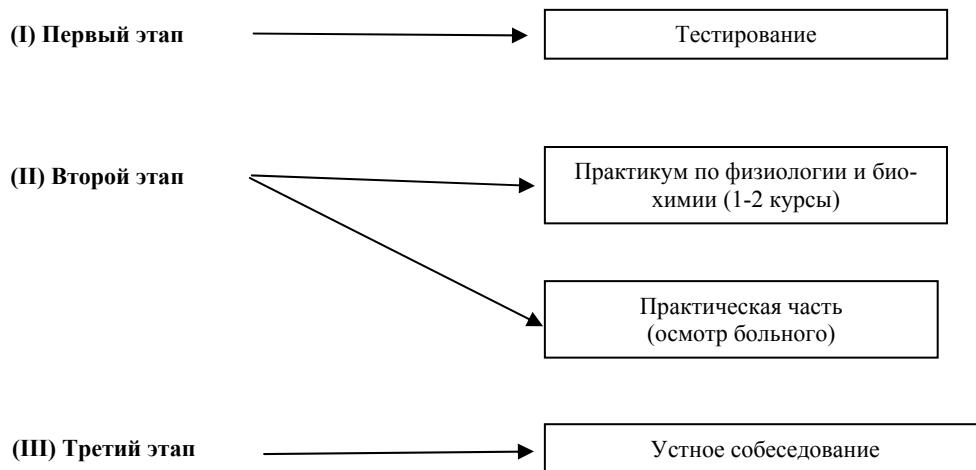 (I) Первый этап
Тестирование
(II) Второй этап
Практикум по физиологии и био-
химии (1-2 курсы)
Практическая часть
(осмотр больного)
(III) Третий этап
Устное собеседование